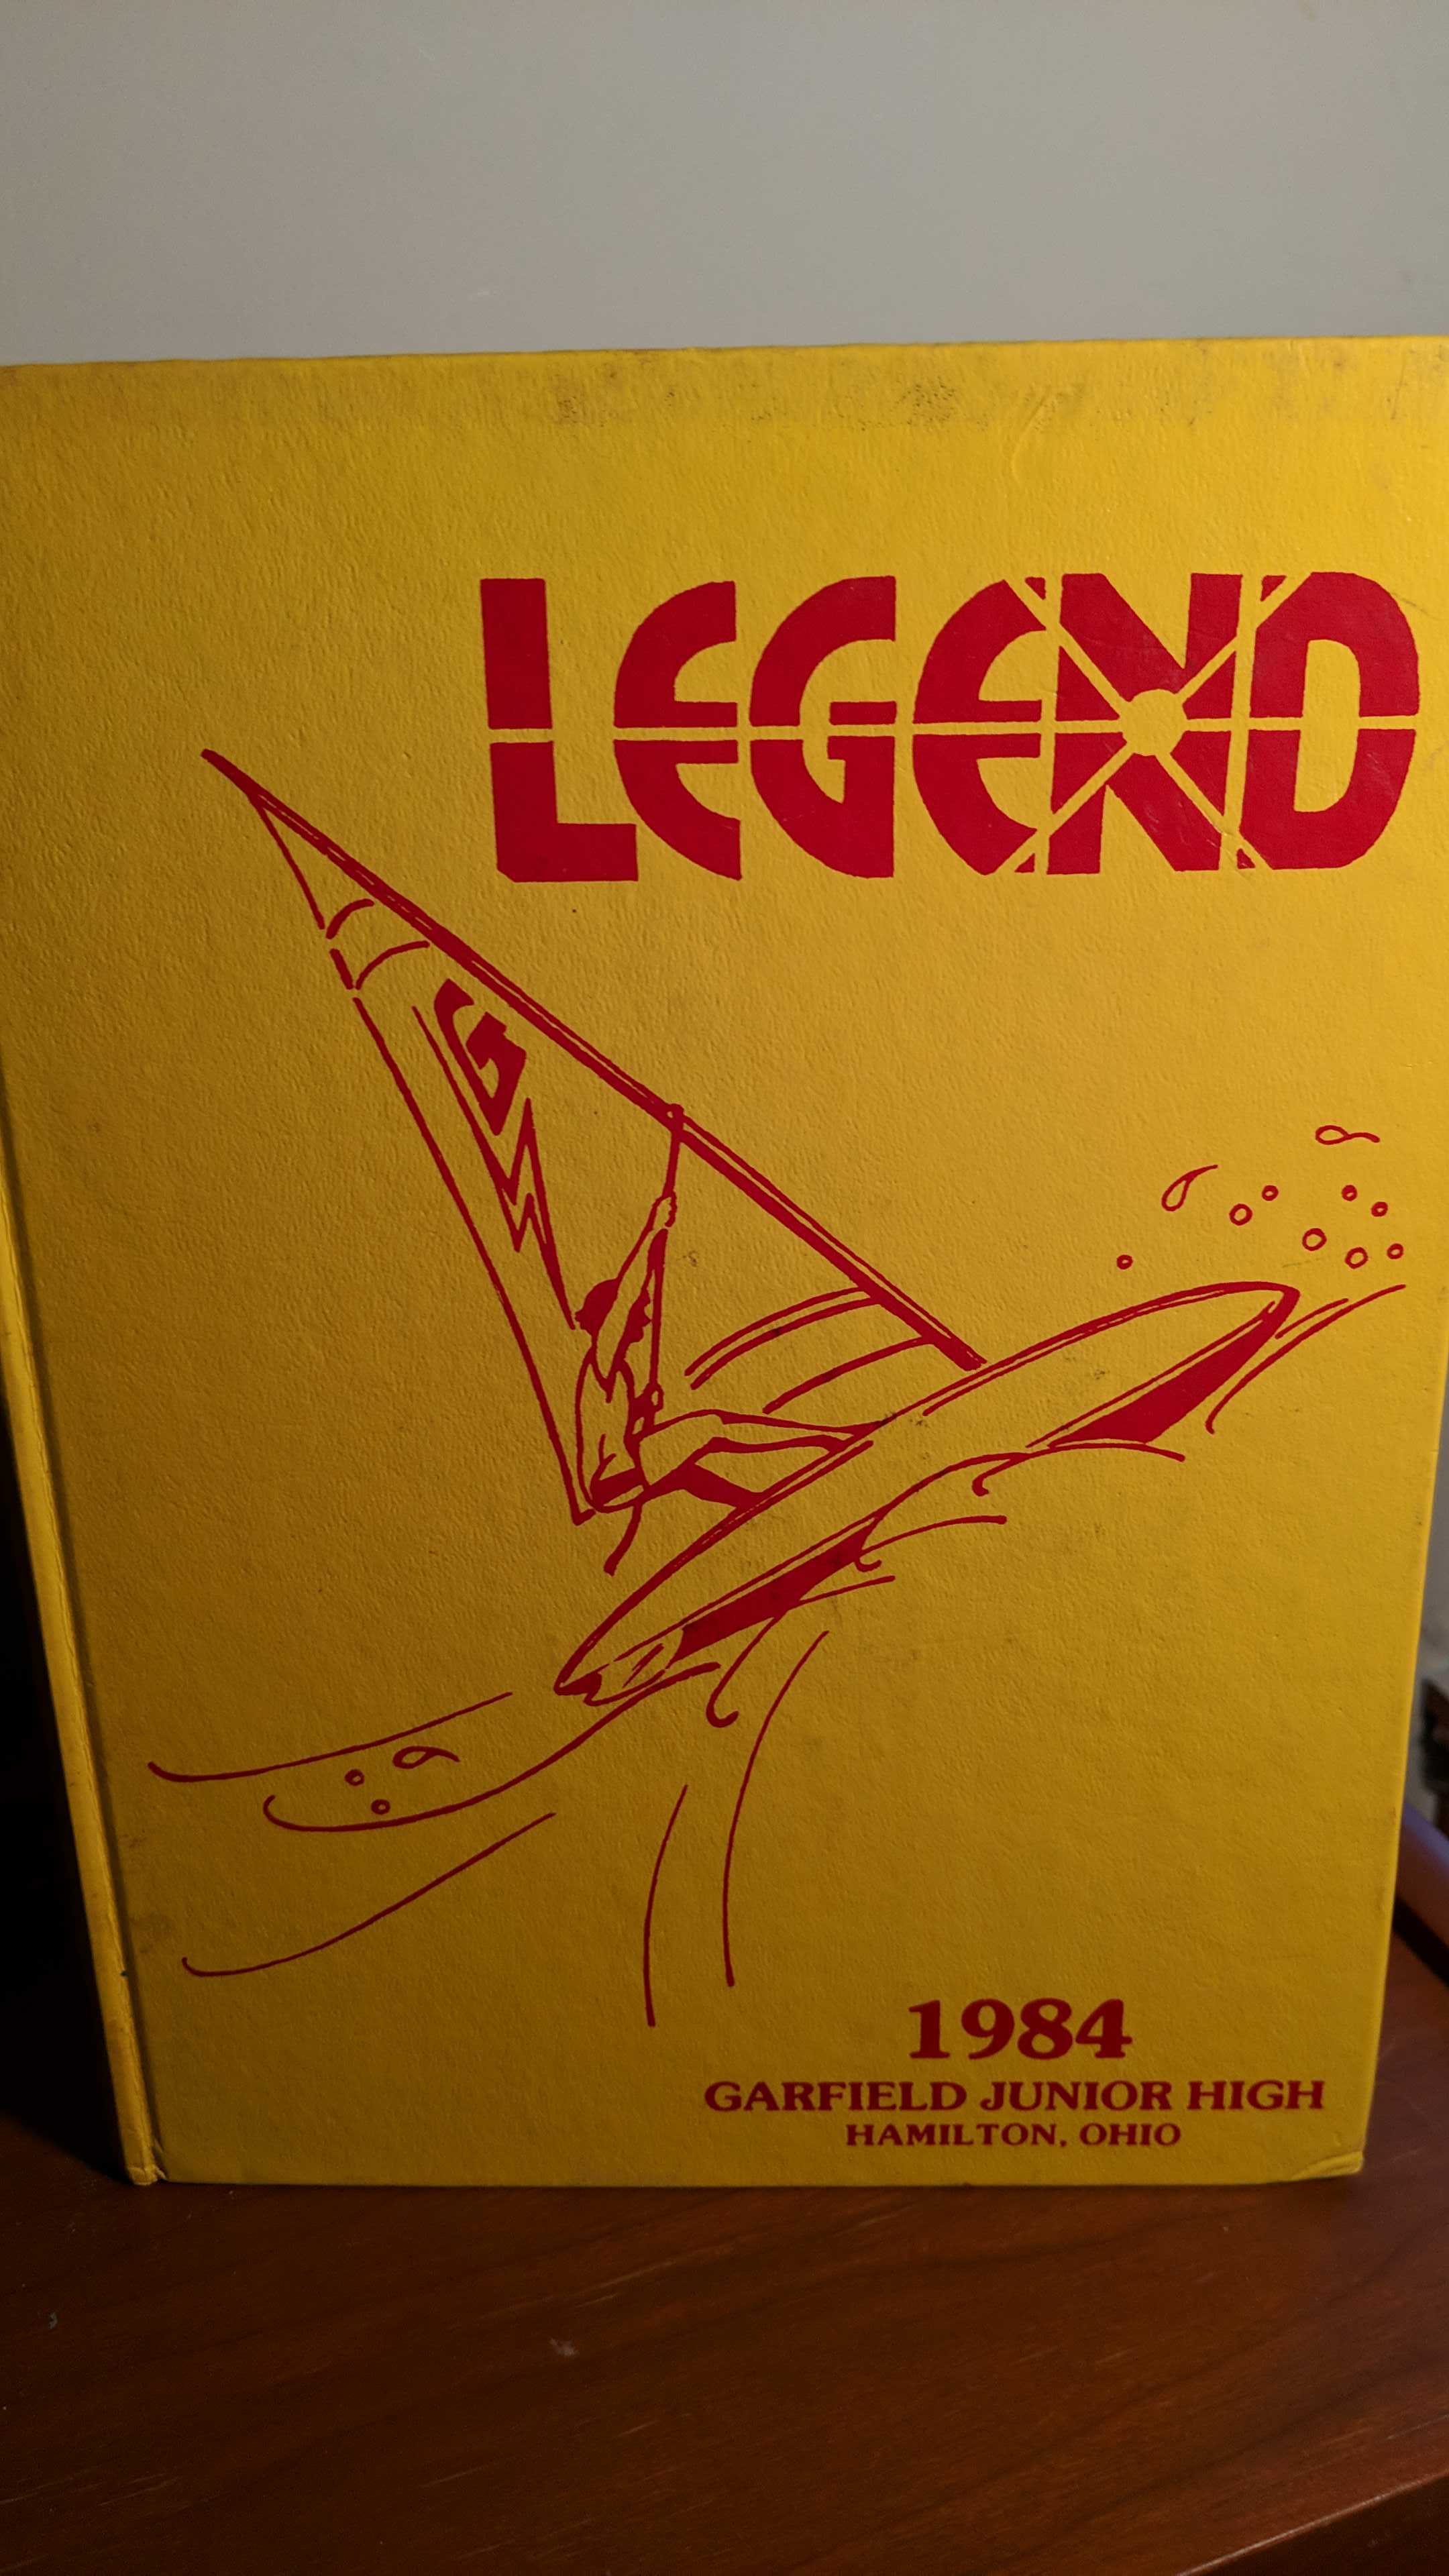 LEGEND
G
1984
GARFIELD JUNIOR HIGH
HAMILTON, OHIO